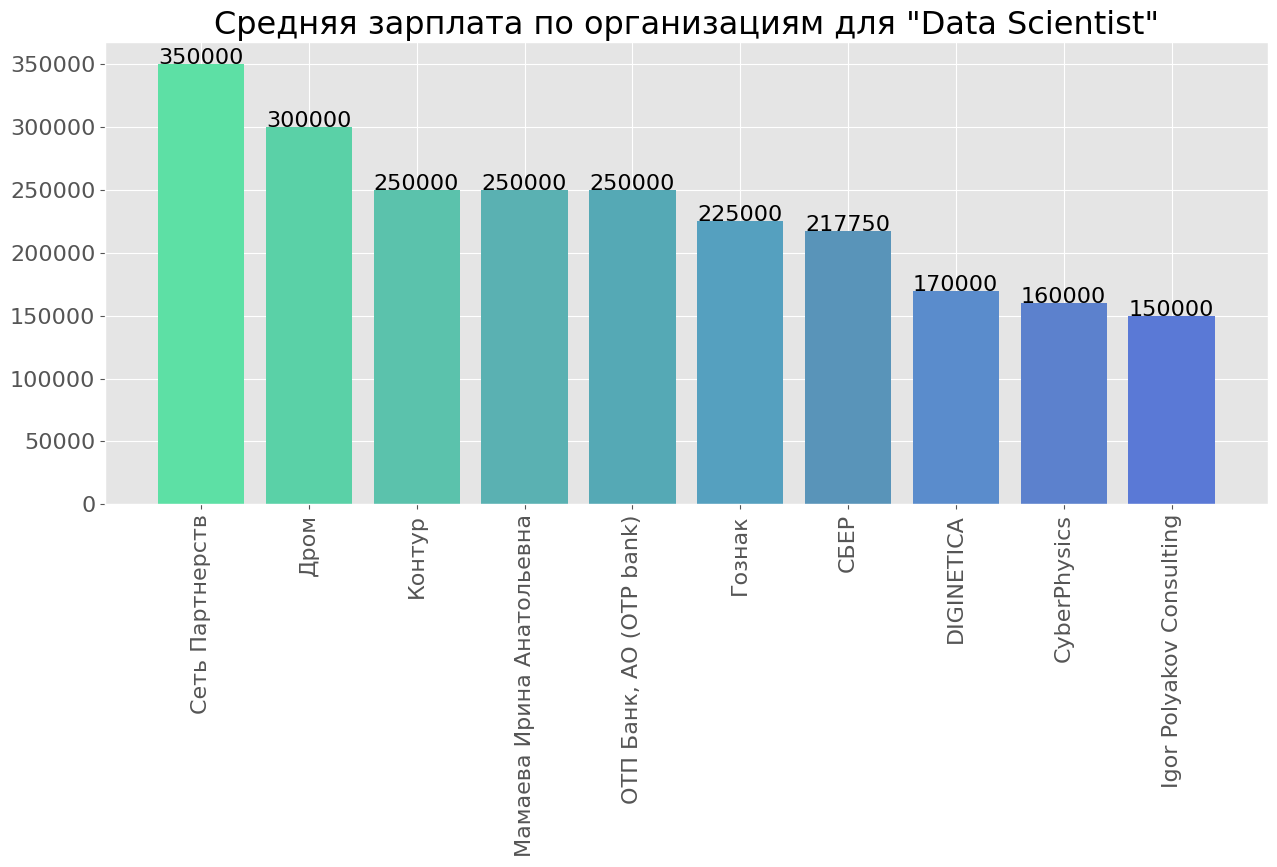 Средняя зарплата по организациям для "Data Scientist"
350000
300000
250000
200000
150000
100000
50000
0
350000
300000
250000
250000
250000
225000
217750
170000
160000
150000
Сеть Партнерств
Дром
Контур
Мамаева Ирина Анатольевна
ОТП Банк, АО (OTP bank)
Гознак
СБЕР
DIGINETICA
CyberPhysics
Igor Polyakov Consulting